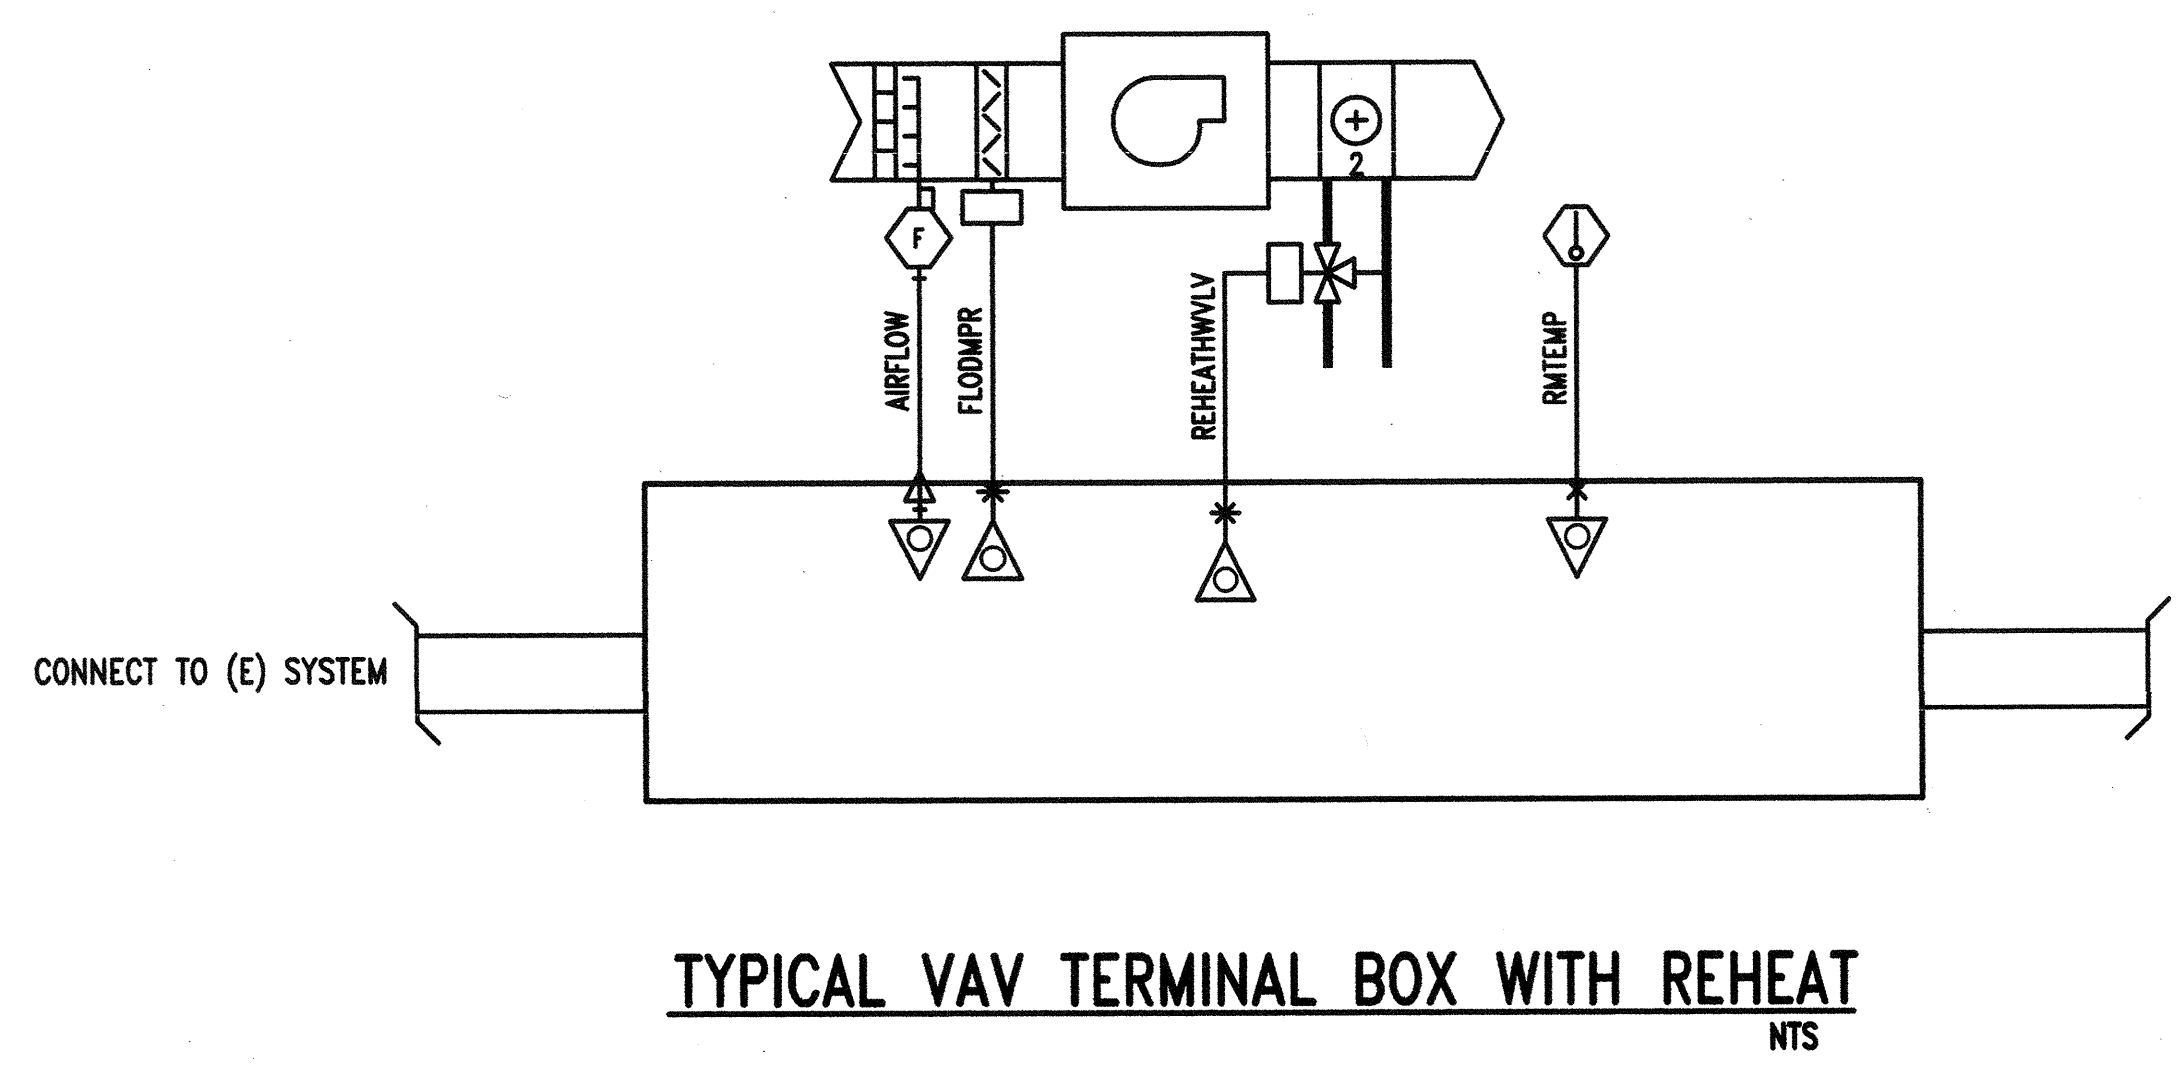 2
F
AIRFLOW
FLODMPR
REHEATHWVLV
RMTEMP
CONNECT TO (E) SYSTEM
TYPICAL VAV TERMINAL BOX WITH REHEAT
NTS